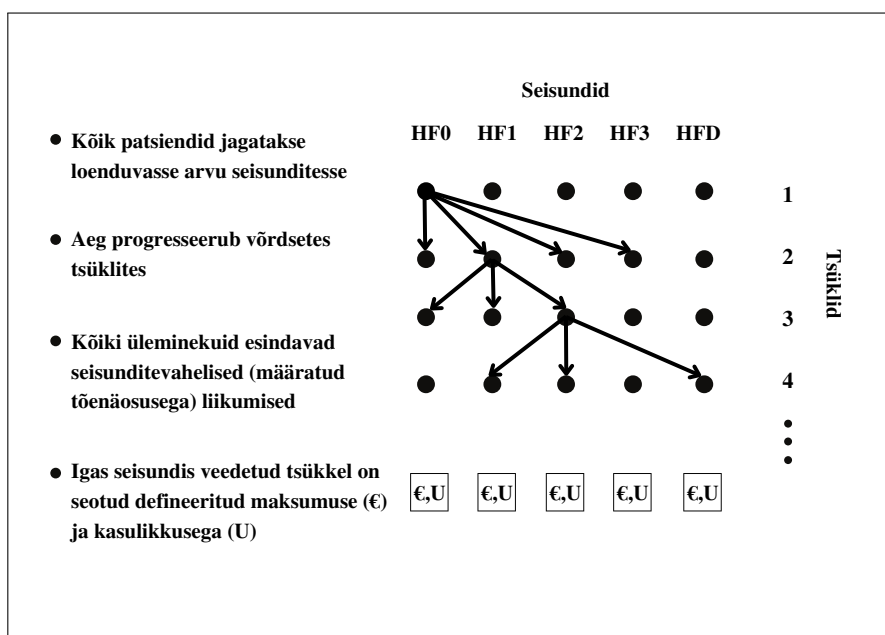 Seisundid
HF0 HF1 HF2 HF3 HFD
● Kõik patsiendid jagatakse
loenduvasse arvu seisunditesse
● Aeg progresseerub võrdsetes
tsüklites
● Kõiki üleminekuid esindavad
seisunditevahelised (määratud
tõenäosusega) liikumised
● Igas seisundis veedetud tsükkel on
seotud defineeritud maksumuse (€)
ja kasulikkusega (U)
1
2
3
4
Tsüklid
€,U €,U €,U €,U €,U